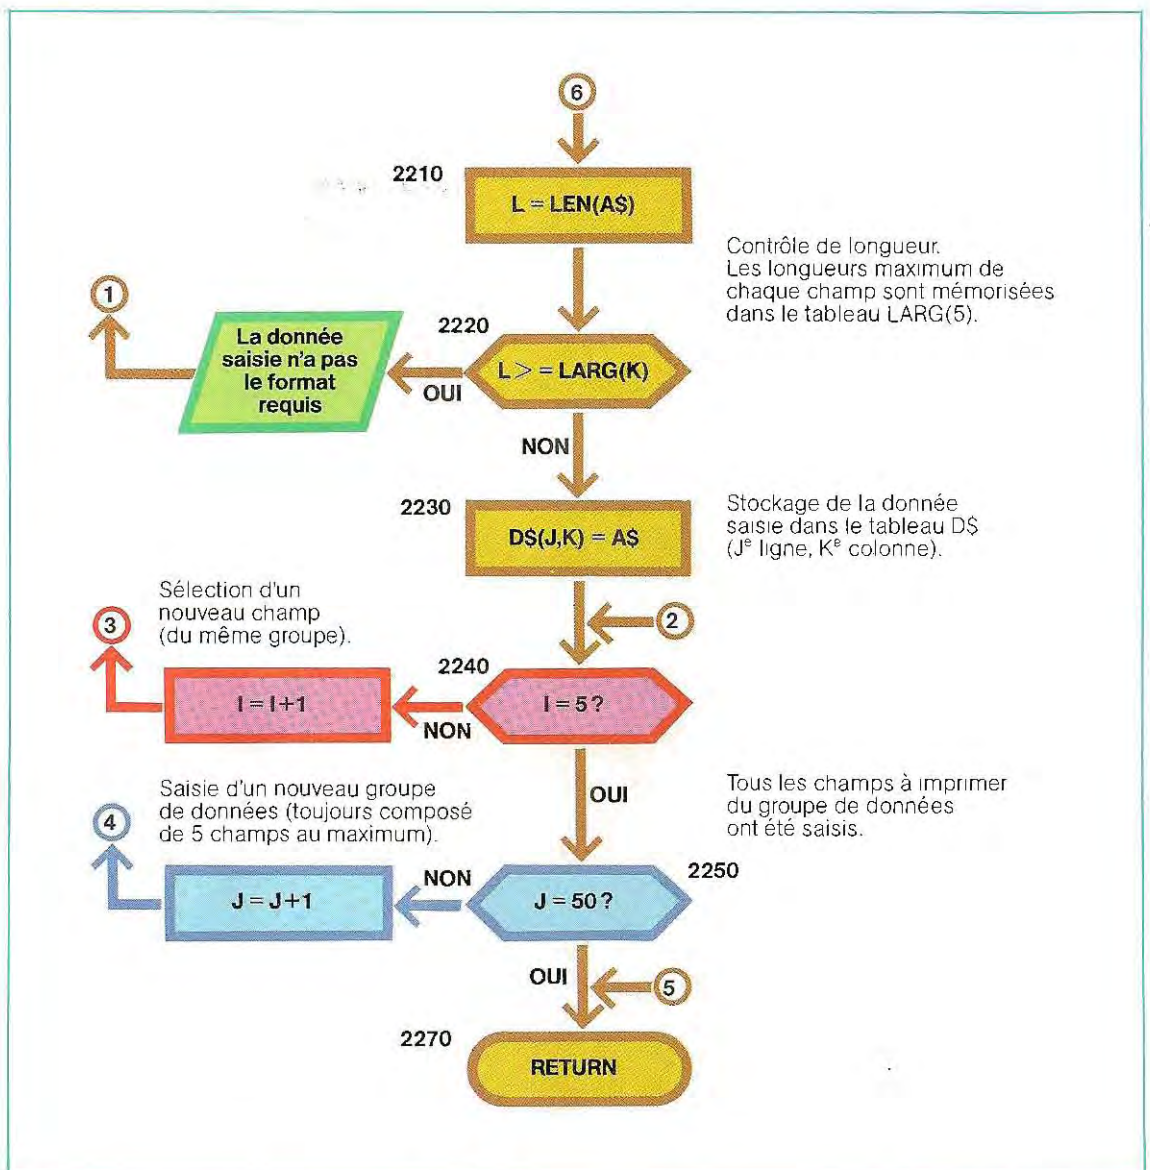 6
2210
L = LEN(A$)
Contrôle de longueur.
Les longueurs maximum de
chaque champ sont mémorisées
dans le tableau LARG(5).
1
2220
La donnée
saisie n'a pas
le format
requis
L > = LARG(K)
OUI
NON
2230
D$(J,K) = A$
Stockage de la donnée
saisie dans le tableau D$
(Jᵉ ligne, Kᵉ colonne).
Sélection d'un
nouveau champ
(du même groupe).
3
2
2240
I = I+1
I = 5 ?
NON
OUI
Saisie d'un nouveau groupe
de données (toujours composé
de 5 champs au maximum).
4
Tous les champs à imprimer
du groupe de données
ont été saisis.
2250
NON
J = J+1
J = 50 ?
OUI
5
2270
RETURN